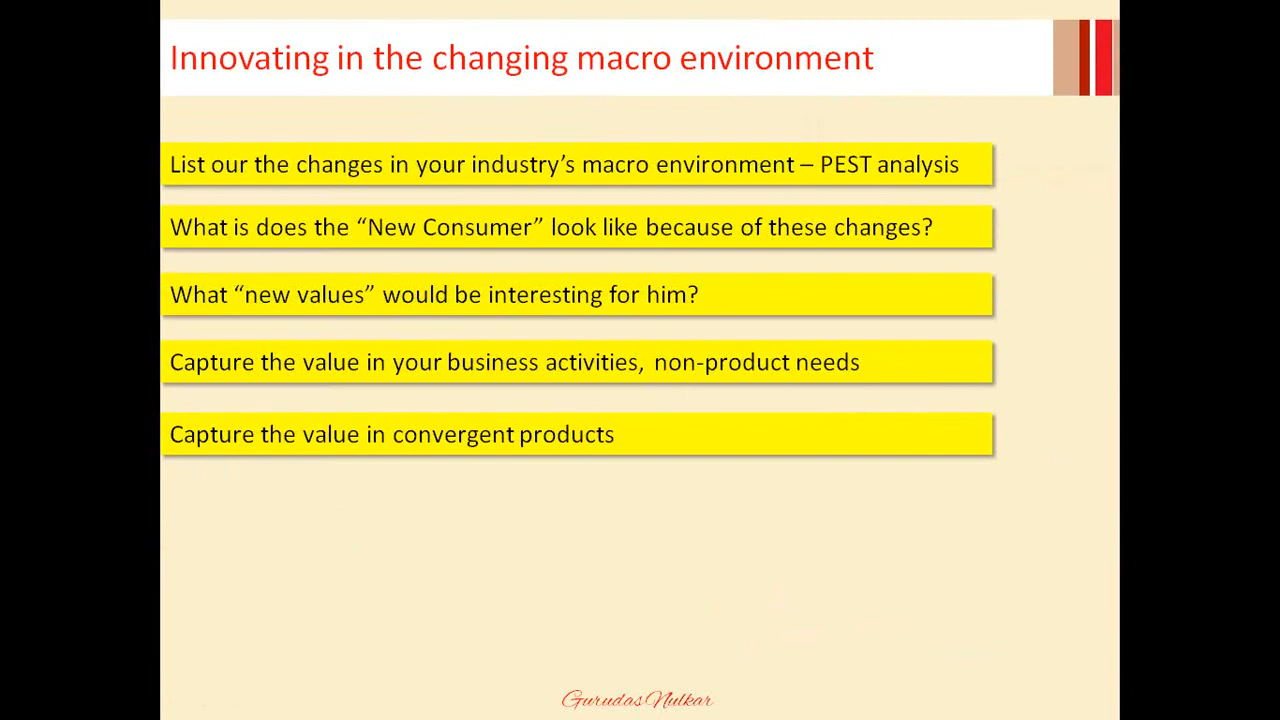 Innovating in the changing macro environment
List our the changes in your industry’s macro environment – PEST analysis
What is does the “New Consumer” look like because of these changes?
What “new values” would be interesting for him?
Capture the value in your business activities, non-product needs
Capture the value in convergent products
Gurudas Nulkar